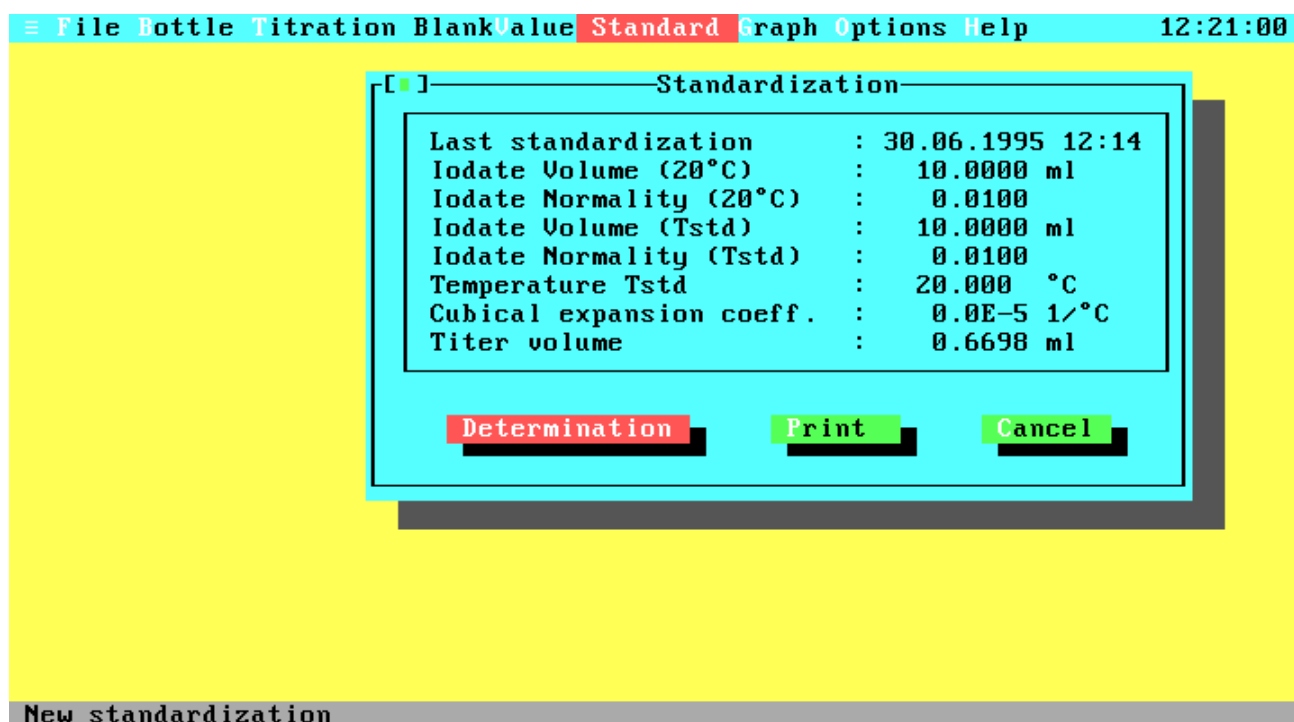 ≡ File Bottle Titration BlankValue Standard Graph Options Help 12:21:00
Standardization
Last standardization : 30.06.1995 12:14
Iodate Volume (20°C) : 10.0000 ml
Iodate Normality (20°C) : 0.0100
Iodate Volume (Tstd) : 10.0000 ml
Iodate Normality (Tstd) : 0.0100
Temperature Tstd : 20.000 °C
Cubical expansion coeff. : 0.0E-5 1/°C
Titer volume : 0.6698 ml
Determination Print Cancel
New standardization